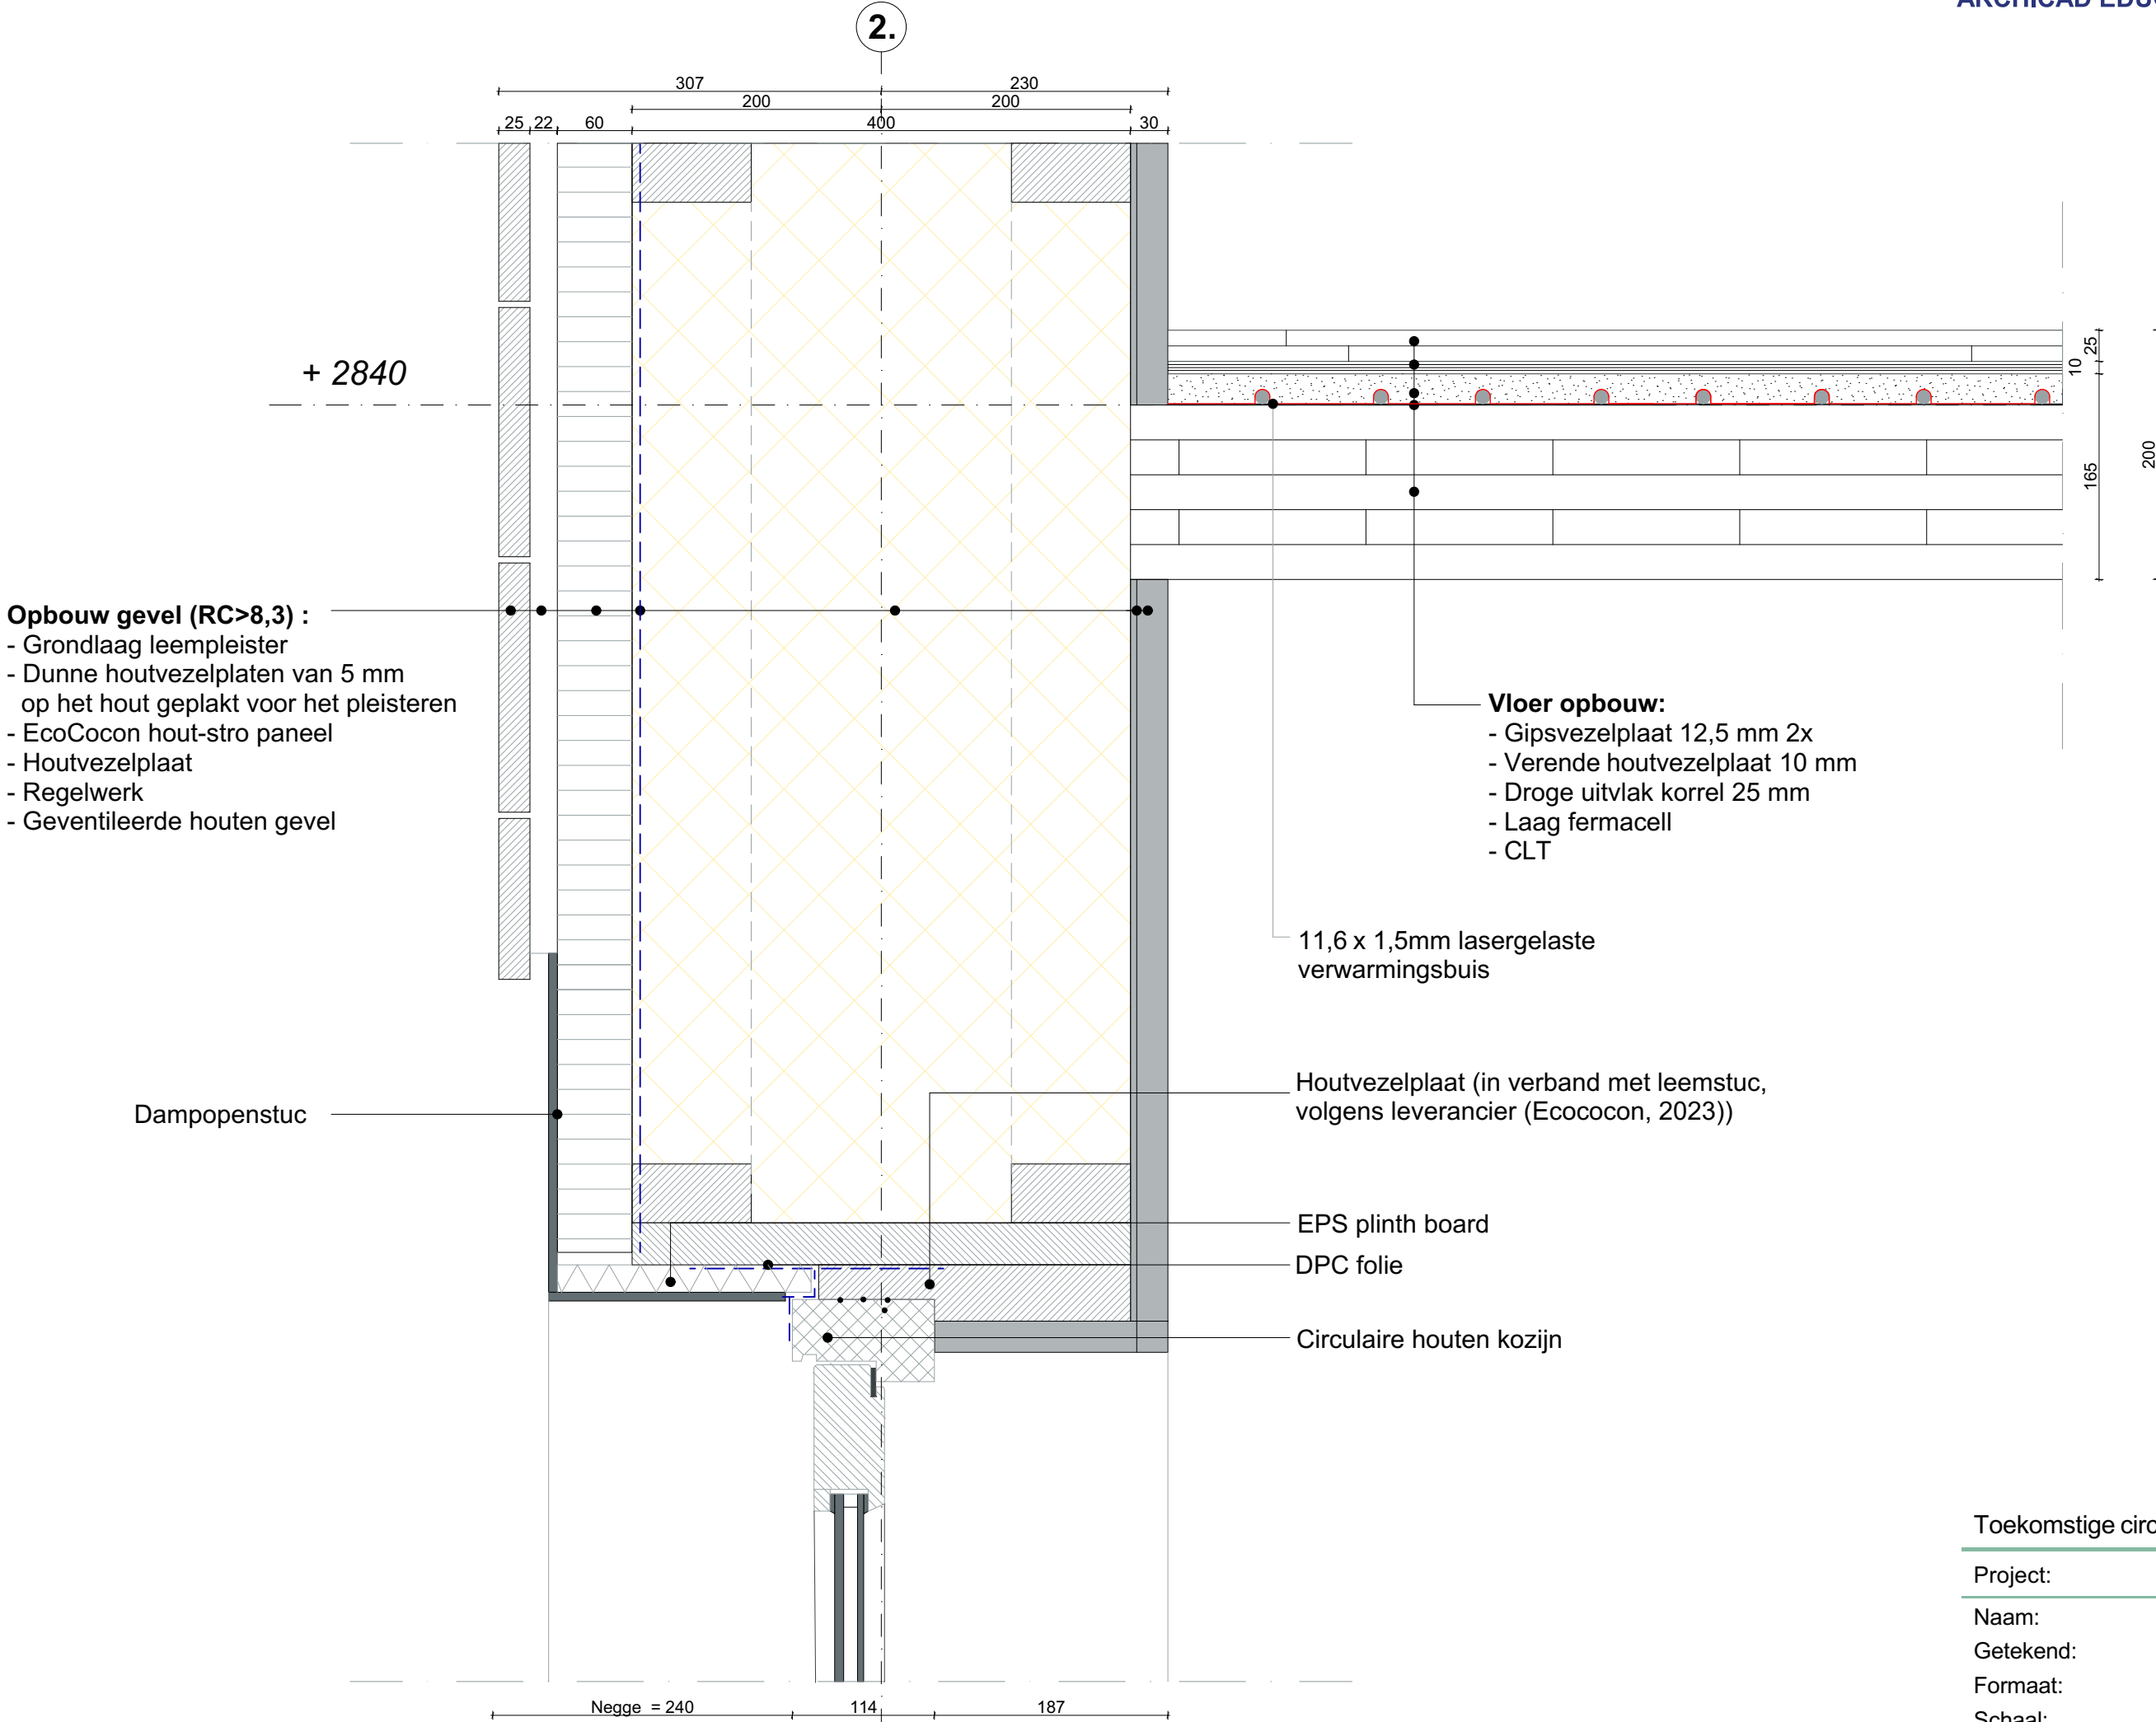 2.
307
230
200
200
25
22
60
400
30
+ 2840
25
10
165
200
Opbouw gevel (RC>8,3) :
- Grondlaag leempleister
- Dunne houtvezelplaten van 5 mm
op het hout geplakt voor het pleisteren
- EcoCocon hout-stro paneel
- Houtvezelplaat
- Regelwerk
- Geventileerde houten gevel
Vloer opbouw:
- Gipsvezelplaat 12,5 mm 2x
- Verende houtvezelplaat 10 mm
- Droge uitvlak korrel 25 mm
- Laag fermacell
- CLT
11,6 x 1,5mm lasergelaste
verwarmingsbuis
Dampopenstuc
Houtvezelplaat (in verband met leemstuc,
volgens leverancier (Ecococon, 2023))
EPS plinth board
DPC folie
Circulaire houten kozijn
Negge = 240
114
187
Toekomstige circ
Project:
Naam:
Getekend:
Formaat:
Schaal: